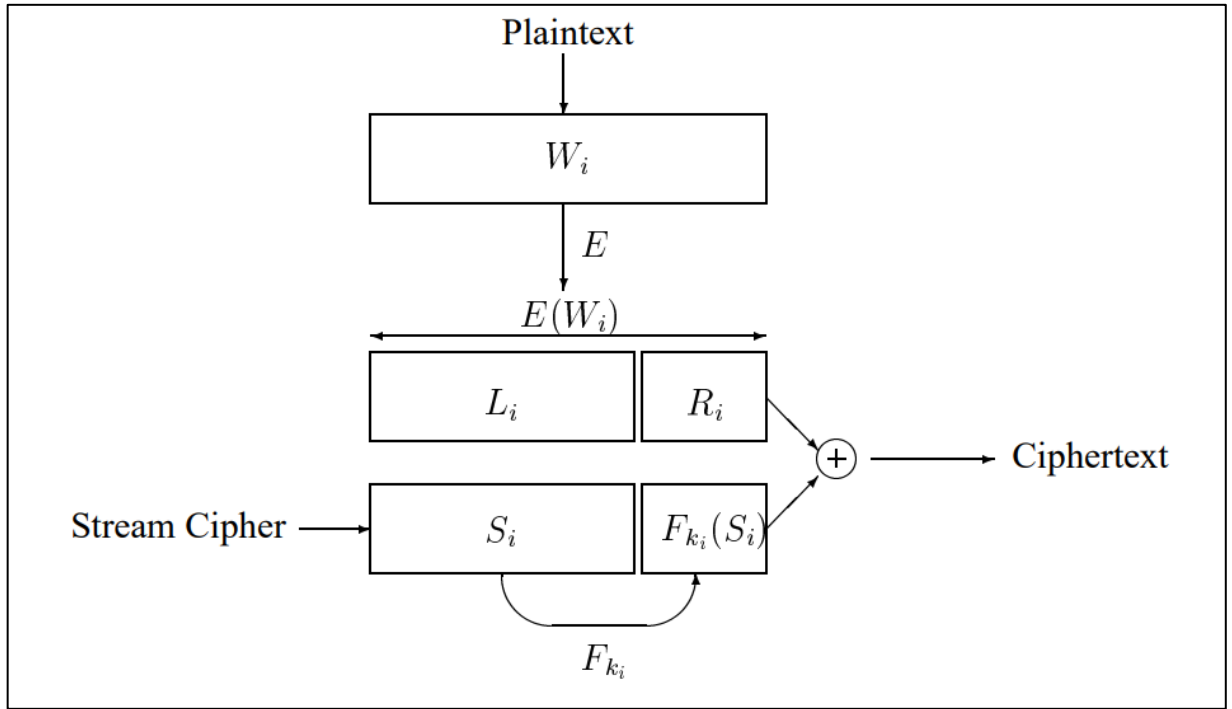 Plaintext
W_i
E
E(W_i)
L_i R_i
+ Ciphertext
Stream Cipher S_i F_{k_i}(S_i)
F_{k_i}